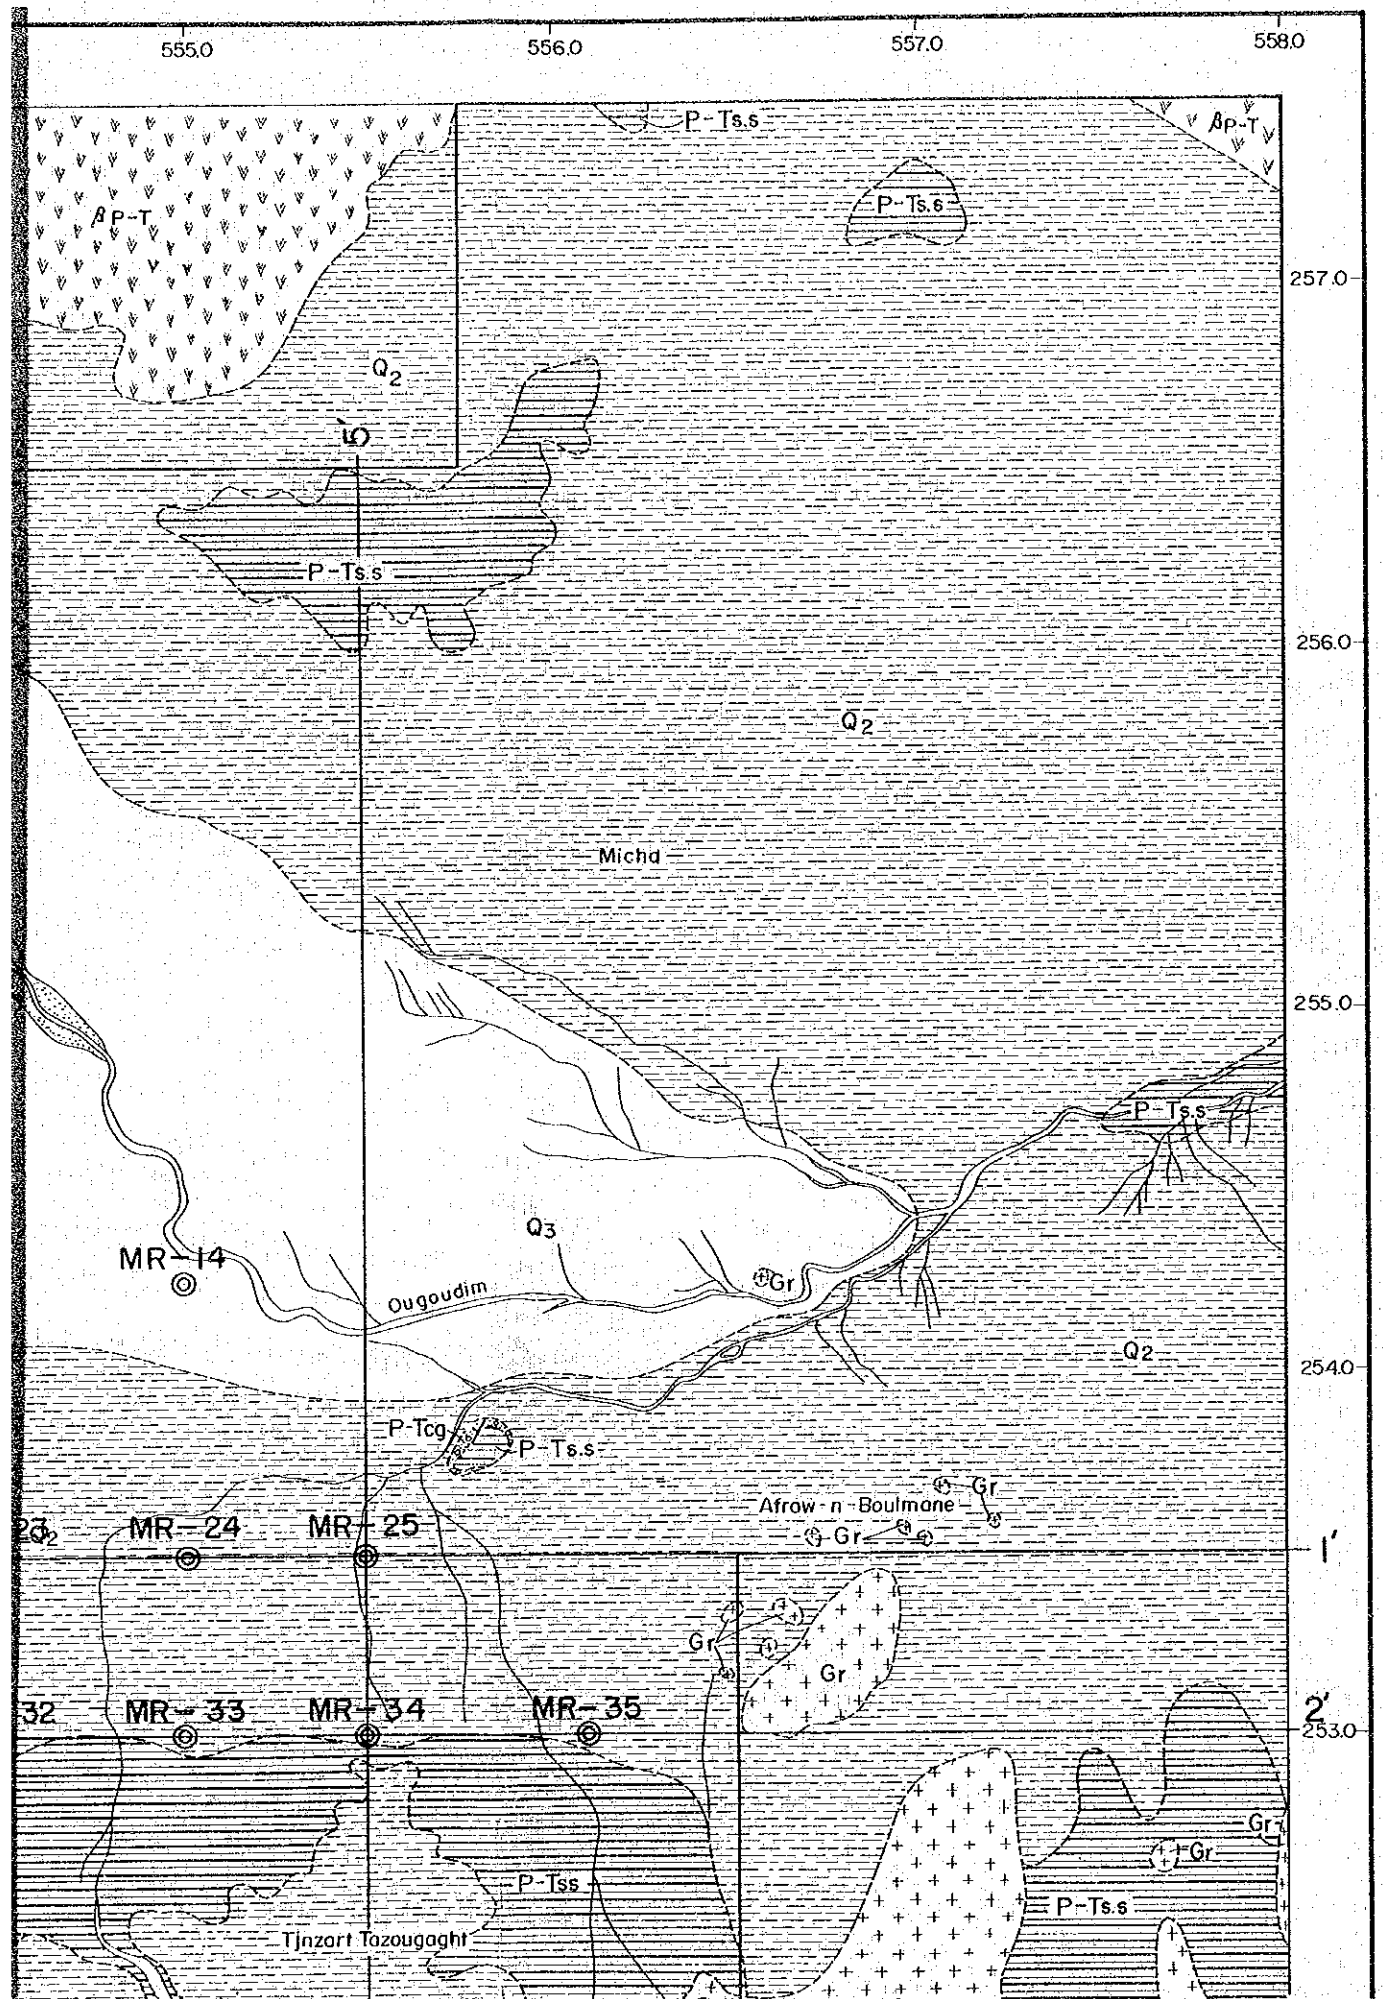 555.0 556.0 557.0 558.0
P-Ts.s
βP-T
P-Ts.s
βP-T
257.0
Q2
5'
P-Ts.s
256.0
Q2
Michd
255.0
P-Ts.s
Q3
MR-14
Gr
Ougoudim
Q2
254.0
P-Tcg
P-Ts.s
Gr
Afrow-n-Boulmane
Q2
MR-24 MR-25
Gr
1'
Gr
Gr
32 MR-33 MR-34 MR-35
2'
253.0
Gr
Gr
P-Tss
P-Ts.s
Tjnzart Tazougaght